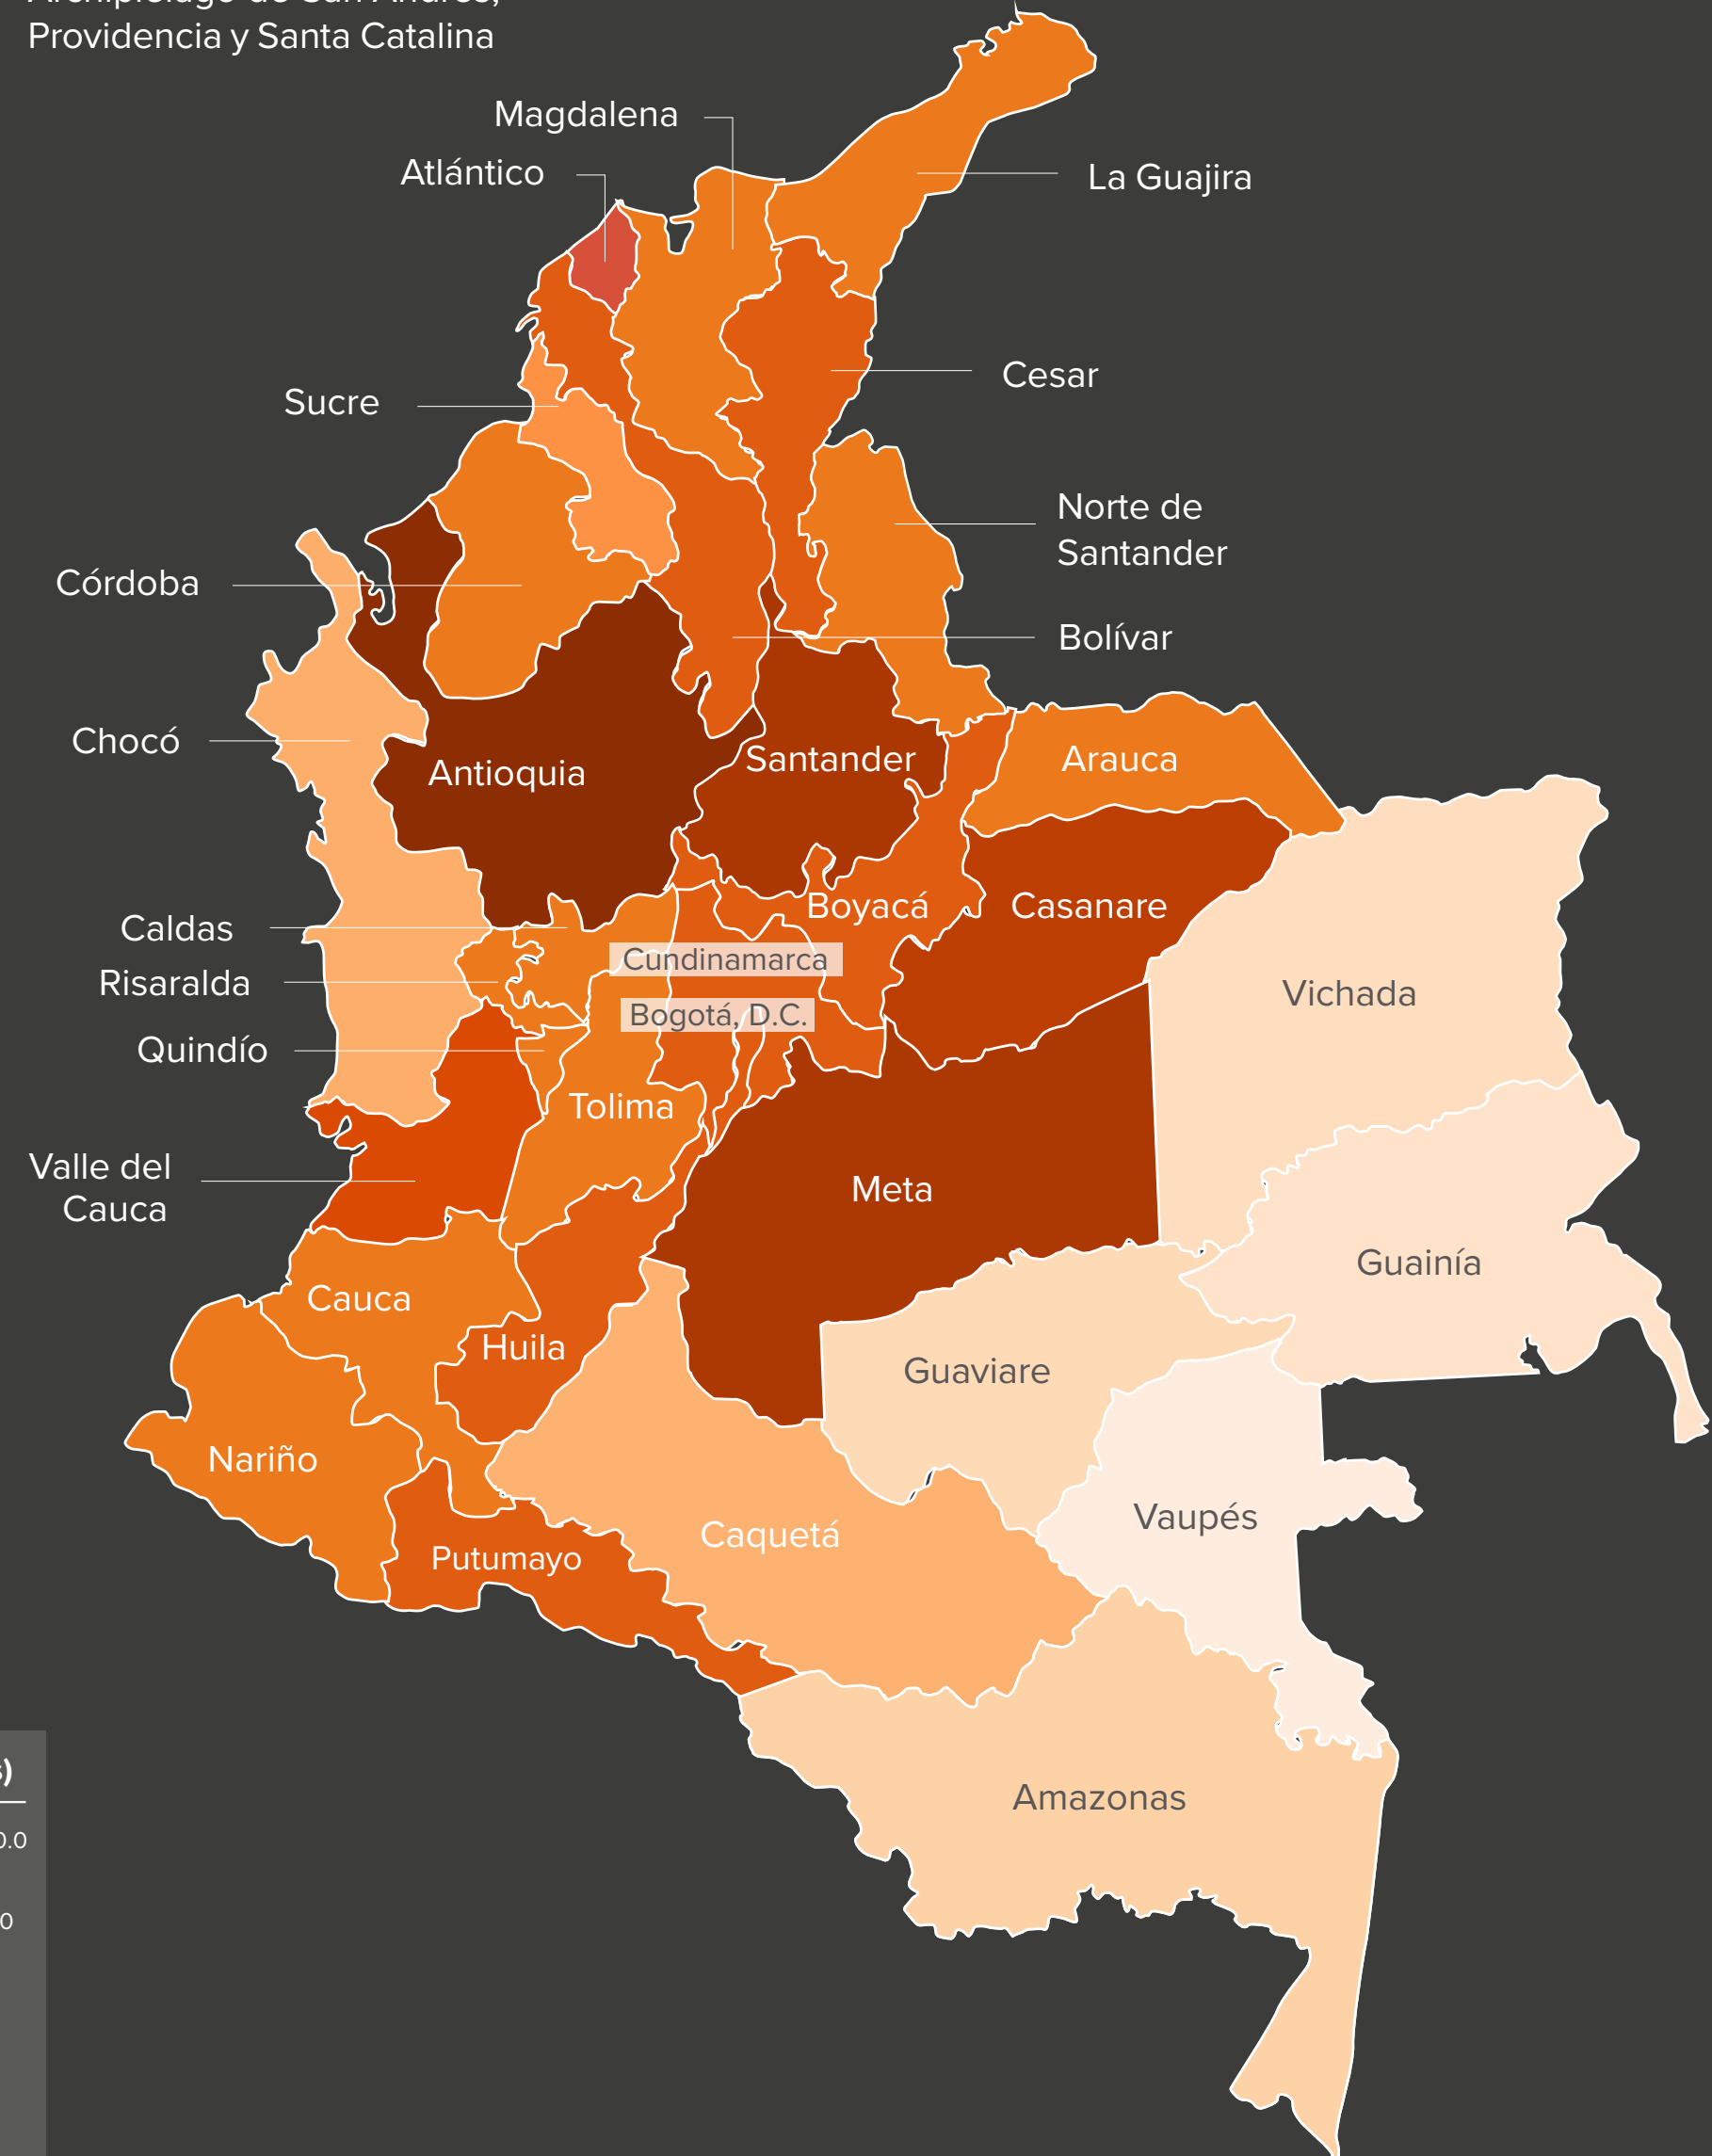 Providencia y Santa Catalina
Magdalena
Atlántico
La Guajira
Cesar
Sucre
Norte de
Santander
Córdoba
Bolívar
Chocó
Santander
Arauca
Antioquia
Boyacá
Casanare
Caldas
Cundinamarca
Risaralda
Vichada
Bogotá, D.C.
Quindío
Tolima
Valle del
Cauca
Meta
Guainía
Cauca
Huila
Guaviare
Nariño
Vaupés
Caquetá
Putumayo
Amazonas